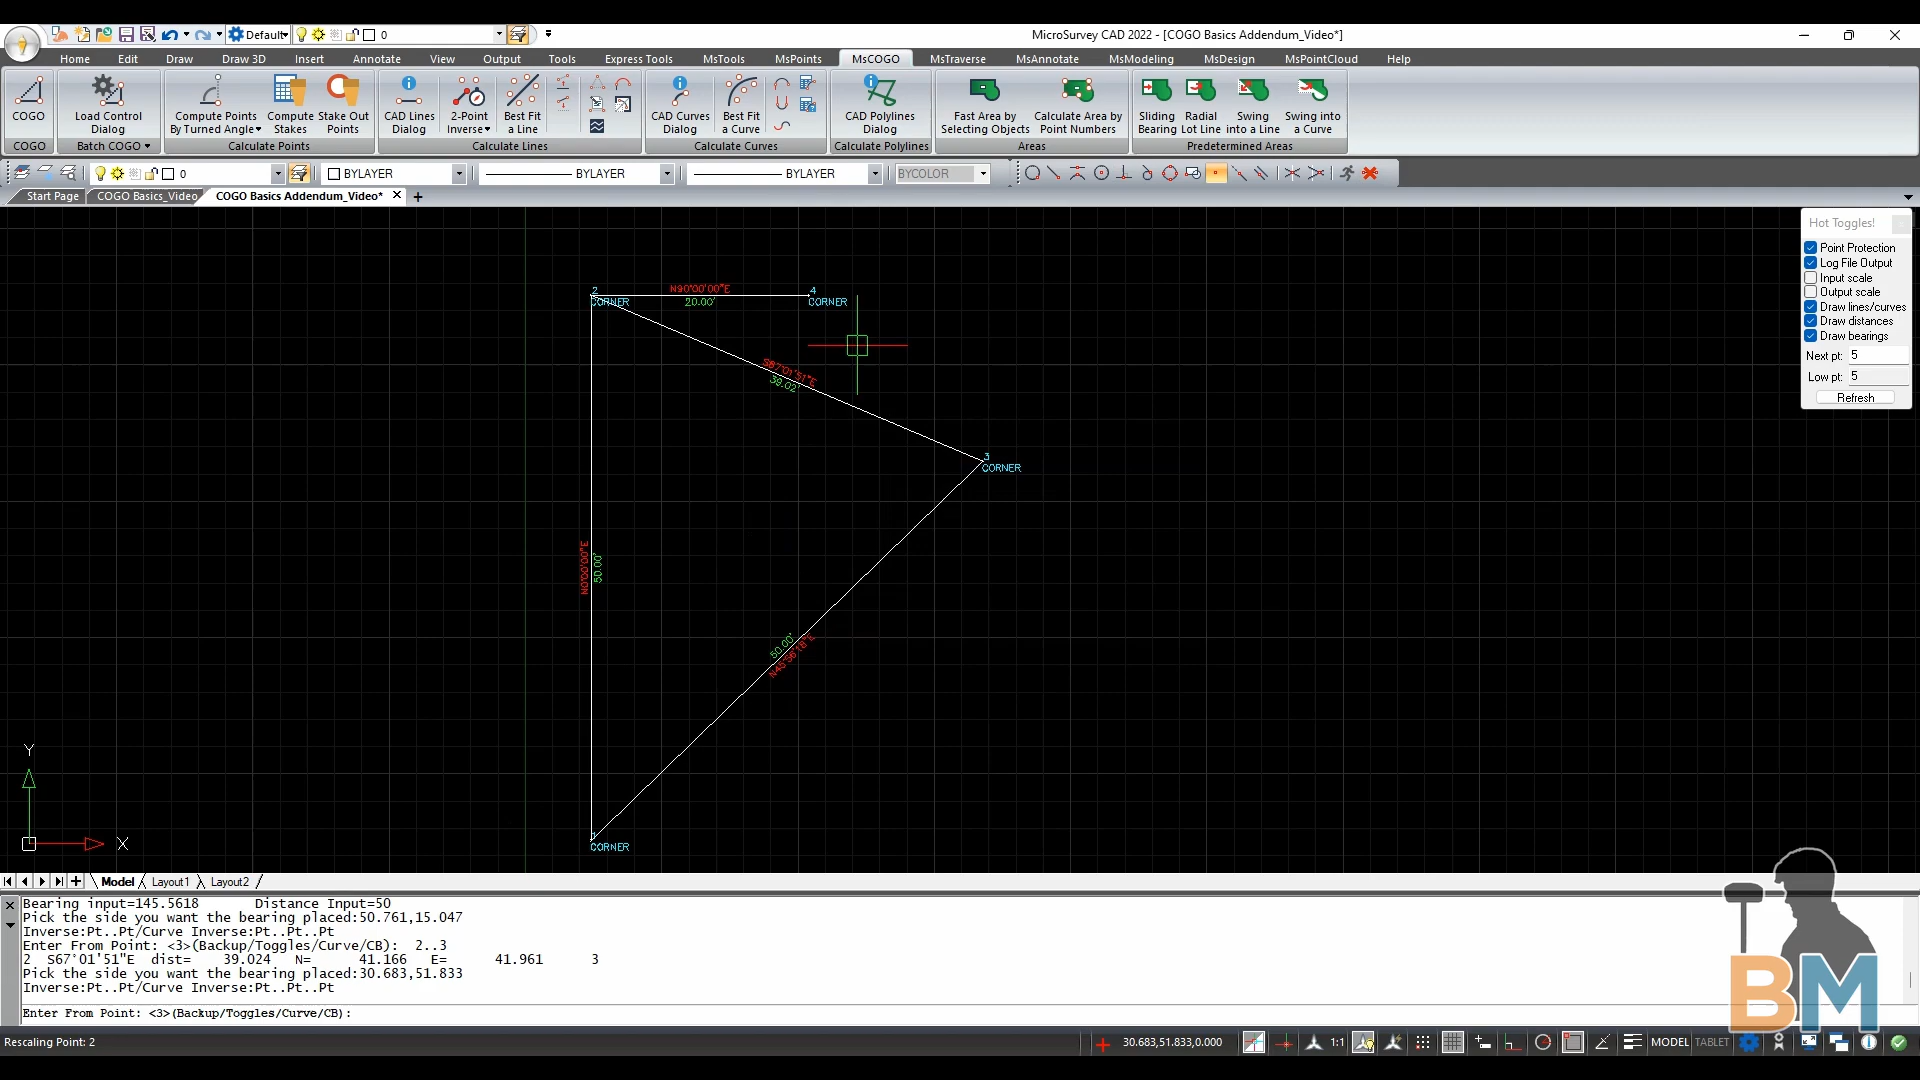 Default
0
MicroSurvey CAD 2022 - [COGO Basics Addendum_Video*]
Home Edit Draw Draw 3D Insert Annotate View Output Tools Express Tools MsTools MsPoints MsCOGO MsTraverse MsAnnotate MsModeling MsDesign MsPointCloud Help
COGO
Load Control Dialog
Compute Points By Turned Angle
Compute Stakes
Stake Out Points
CAD Lines Dialog
2-Point Inverse
Best Fit a Line
CAD Curves Dialog
Best Fit a Curve
CAD Polylines Dialog
Fast Area by Selecting Objects
Calculate Area by Point Numbers
Sliding Bearing
Radial Lot Line
Swing into a Line
Swing into a Curve
COGO Batch COGO Calculate Points Calculate Lines Calculate Curves Calculate Polylines Areas Predetermined Areas
0 BYLAYER BYLAYER BYLAYER BYCOLOR
Start Page COGO Basics_Video COGO Basics Addendum_Video*
Hot Toggles!
Point Protection
Log File Output
Input scale
Output scale
Draw lines/curves
Draw distances
Draw bearings
Next pt: 5
Low pt: 5
Refresh
2
CORNER
N90°00'00"E
20.00'
4
CORNER
S67°01'51"E
39.02'
3
CORNER
N0°00'00"E
50.00'
50.00'
N45°56'18"E
1
CORNER
Y
X
Model Layout1 Layout2
Bearing input=145.5618 Distance Input=50
Pick the side you want the bearing placed:50.761,15.047
Inverse:Pt..Pt/Curve Inverse:Pt..Pt..Pt
Enter From Point: <3>(Backup/Toggles/Curve/CB): 2..3
2 S67°01'51"E dist= 39.024 N= 41.166 E= 41.961 3
Pick the side you want the bearing placed:30.683,51.833
Inverse:Pt..Pt/Curve Inverse:Pt..Pt..Pt
Enter From Point: <3>(Backup/Toggles/Curve/CB):
BM
Rescaling Point: 2
30.683,51.833,0.000
1:1
MODEL TABLET